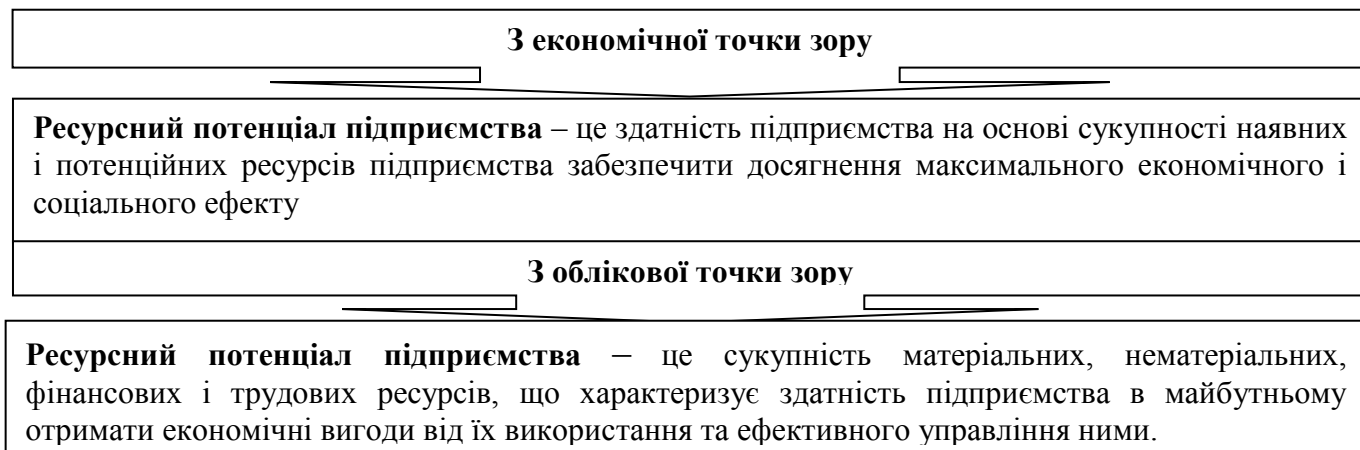 З економічної точки зору
Ресурсний потенціал підприємства – це здатність підприємства на основі сукупності наявних
і потенційних ресурсів підприємства забезпечити досягнення максимального економічного і
соціального ефекту
З облікової точки зору
Ресурсний потенціал підприємства – це сукупність матеріальних, нематеріальних,
фінансових і трудових ресурсів, що характеризує здатність підприємства в майбутньому
отримати економічні вигоди від їх використання та ефективного управління ними.